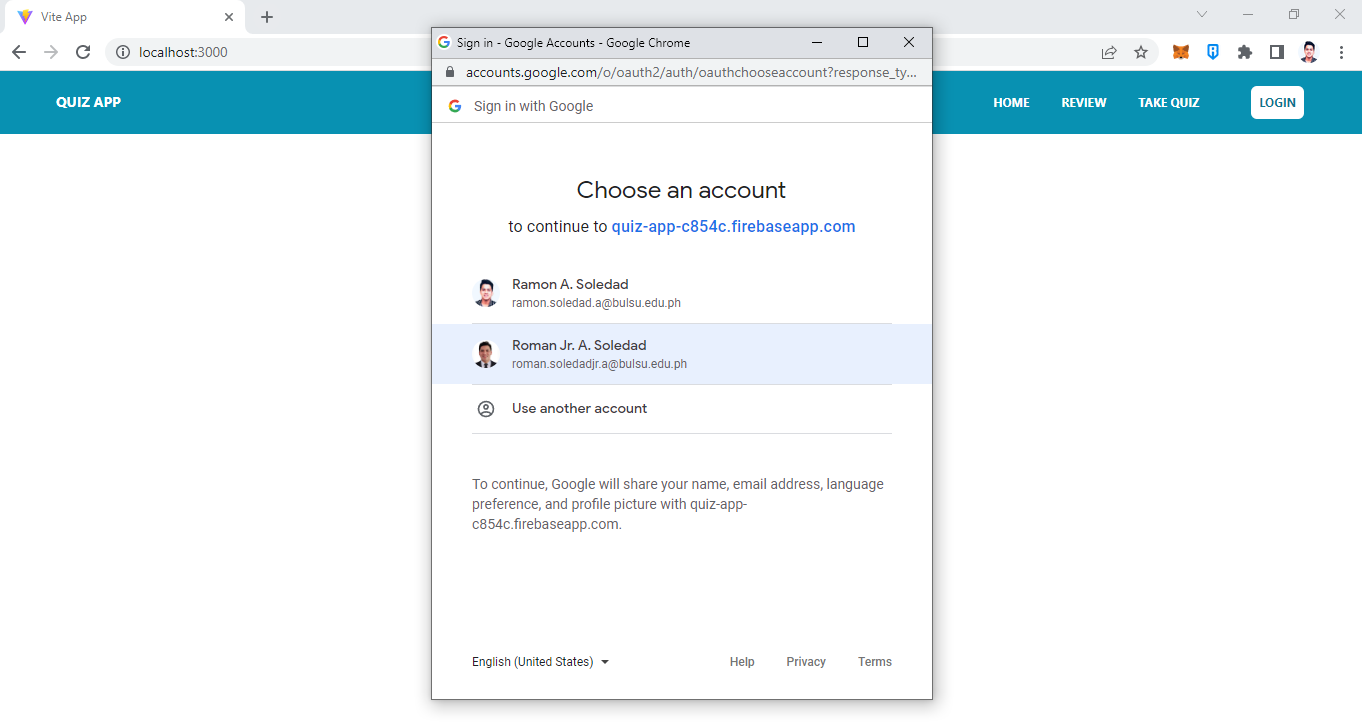 Vite App
localhost:3000
QUIZ APP
HOME REVIEW TAKE QUIZ LOGIN
Sign in - Google Accounts - Google Chrome
accounts.google.com/o/oauth2/auth/oauthchooseaccount?response_ty...
Sign in with Google
Choose an account
to continue to quiz-app-c854c.firebaseapp.com
Ramon A. Soledad
ramon.soledad.a@bulsu.edu.ph
Roman Jr. A. Soledad
roman.soledadjr.a@bulsu.edu.ph
Use another account
To continue, Google will share your name, email address, language
preference, and profile picture with quiz-app-
c854c.firebaseapp.com.
English (United States) Help Privacy Terms